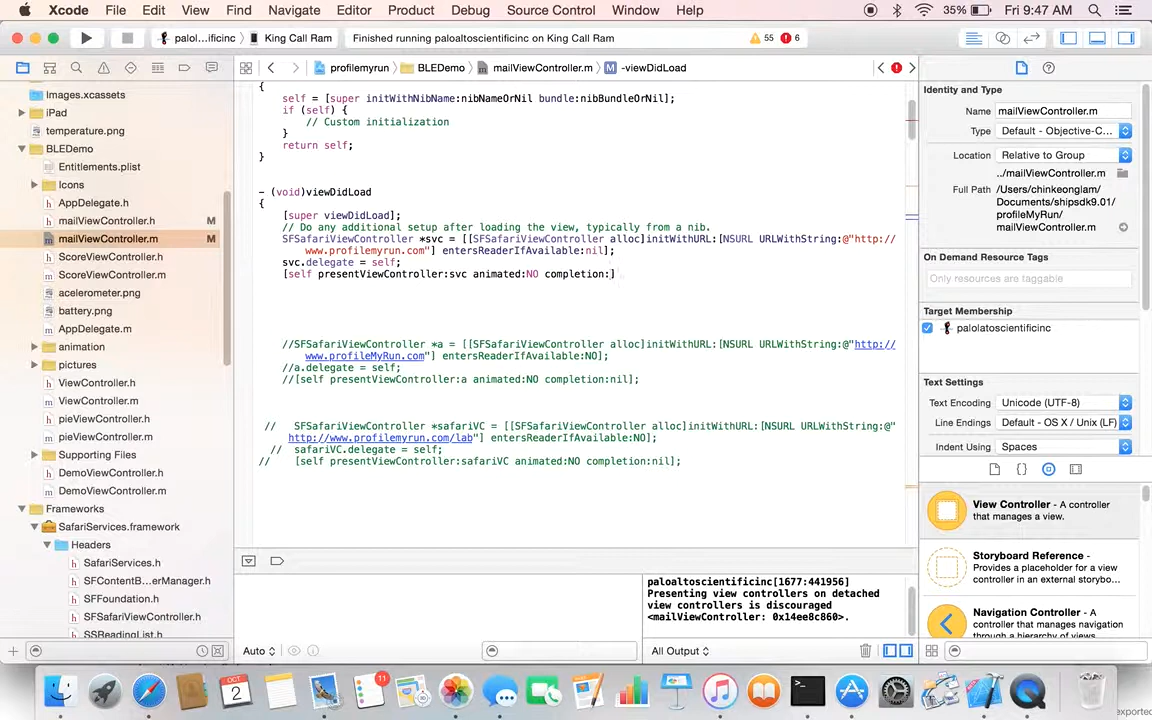 Xcode File Edit View Find Navigate Editor Product Debug Source Control Window Help 35% Fri 9:47 AM
palol...ificinc King Call Ram Finished running paloaltoscientificinc on King Call Ram 55 6
profilemyrun BLEDemo mailViewController.m M -viewDidLoad
Images.xcassets
iPad
temperature.png
BLEDemo
Entitlements.plist
Icons
AppDelegate.h
mailViewController.h M
mailViewController.m M
ScoreViewController.h
ScoreViewController.m
acelerometer.png
battery.png
AppDelegate.m
animation
pictures
ViewController.h
ViewController.m
pieViewController.h
pieViewController.m
Supporting Files
DemoViewController.h
DemoViewController.m
Frameworks
SafariServices.framework
Headers
SafariServices.h
SFContentB...erManager.h
SFFoundation.h
SFSafariViewController.h
SSReadingList.h
{
self = [super initWithNibName:nibNameOrNil bundle:nibBundleOrNil];
if (self) {
// Custom initialization
}
return self;
}
- (void)viewDidLoad
{
[super viewDidLoad];
// Do any additional setup after loading the view, typically from a nib.
SFSafariViewController *svc = [[SFSafariViewController alloc]initWithURL:[NSURL URLWithString:@"http://
www.profilemyrun.com"] entersReaderIfAvailable:nil];
svc.delegate = self;
[self presentViewController:svc animated:NO completion:]
//SFSafariViewController *a = [[SFSafariViewController alloc]initWithURL:[NSURL URLWithString:@"http://
www.profileMyRun.com"] entersReaderIfAvailable:NO];
//a.delegate = self;
//[self presentViewController:a animated:NO completion:nil];
// SFSafariViewController *safariVC = [[SFSafariViewController alloc]initWithURL:[NSURL URLWithString:@"
http://www.profilemyrun.com/lab"] entersReaderIfAvailable:NO];
// safariVC.delegate = self;
// [self presentViewController:safariVC animated:NO completion:nil];
Auto
paloaltoscientificinc[1677:441956]
Presenting view controllers on detached
view controllers is discouraged
<mailViewController: 0x14ee8c860>.
All Output
Identity and Type
Name mailViewController.m
Type Default - Objective-C...
Location Relative to Group
../mailViewController.m
Full Path /Users/chinkeonglam/
Documents/shipsdk9.01/
profileMyRun/
mailViewController.m
On Demand Resource Tags
Only resources are taggable
Target Membership
palolatoscientificinc
Text Settings
Text Encoding Unicode (UTF-8)
Line Endings Default - OS X / Unix (LF)
Indent Using Spaces
View Controller - A controller
that manages a view.
Storyboard Reference -
Provides a placeholder for a view
controller in an external storybo...
Navigation Controller - A
controller that manages navigation
through a hierarchy of views.
OCT
2
11
exported